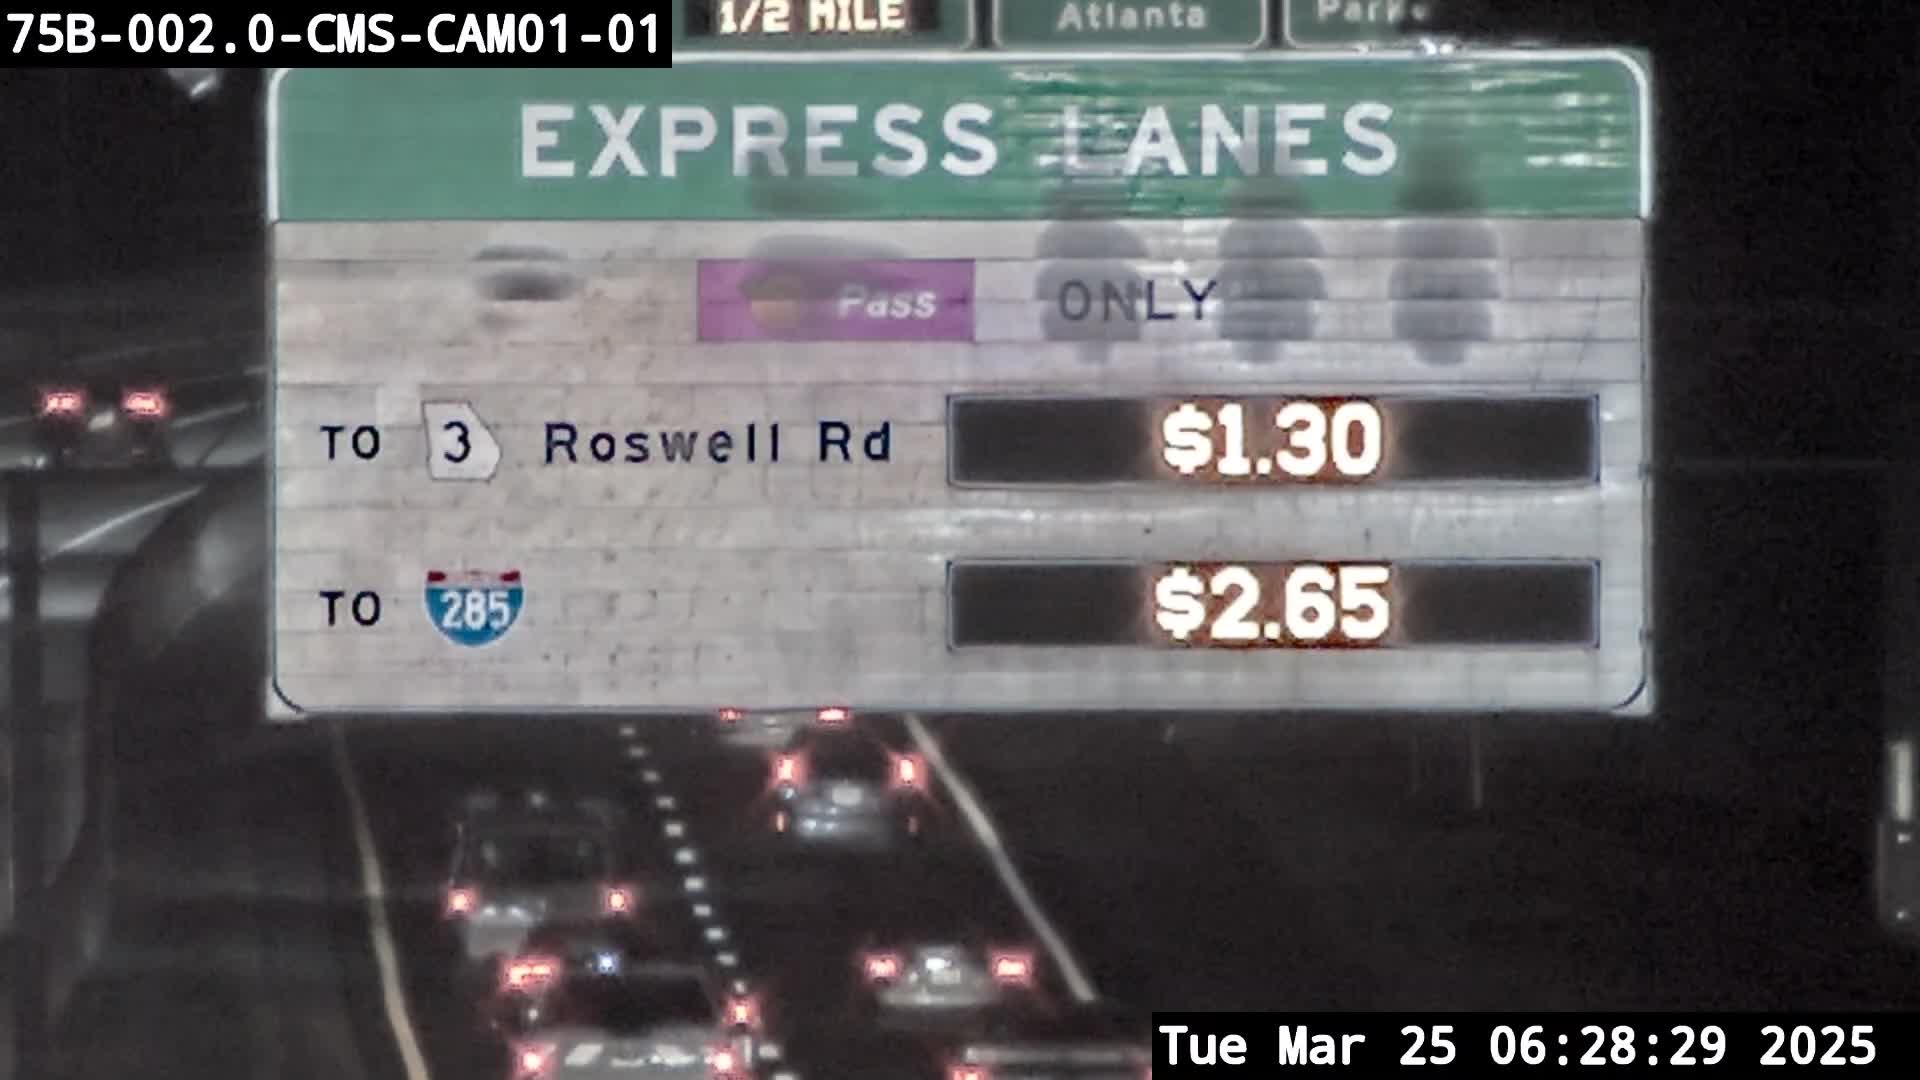 75B-002.0-CMS-CAM01-01
1/2 MILE
Atlanta
EXPRESS LANES
Pass ONLY
TO 3 Roswell Rd $1.30
TO 285 $2.65
Tue Mar 25 06:28:29 2025